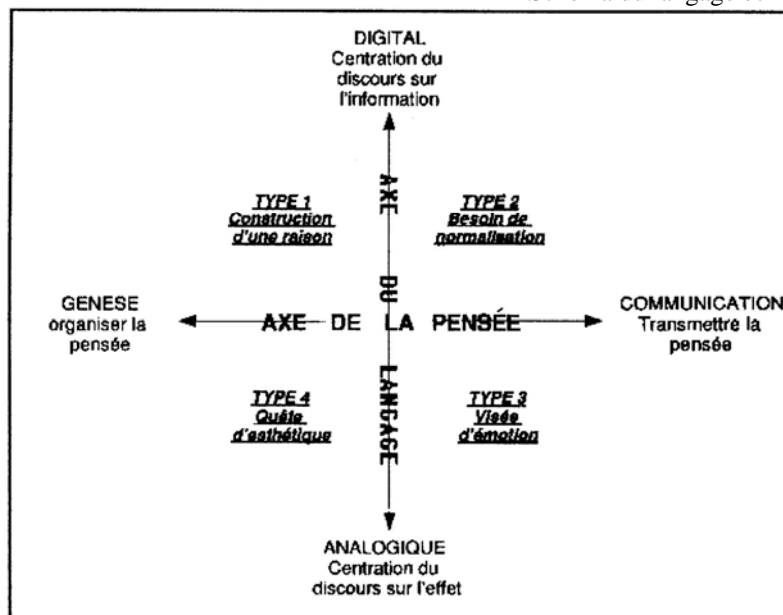 DIGITAL
Centration du
discours sur
l'information
AXE
TYPE 1
Construction
d'une raison
TYPE 2
Besoin de
normalisation
DU
GENESE
organiser la
pensée
AXE DE LA PENSÉE
COMMUNICATION
Transmettre la
pensée
LANGAGE
TYPE 4
Quête
d'esthétique
TYPE 3
Visée
d'émotion
ANALOGIQUE
Centration du
discours sur l'effet